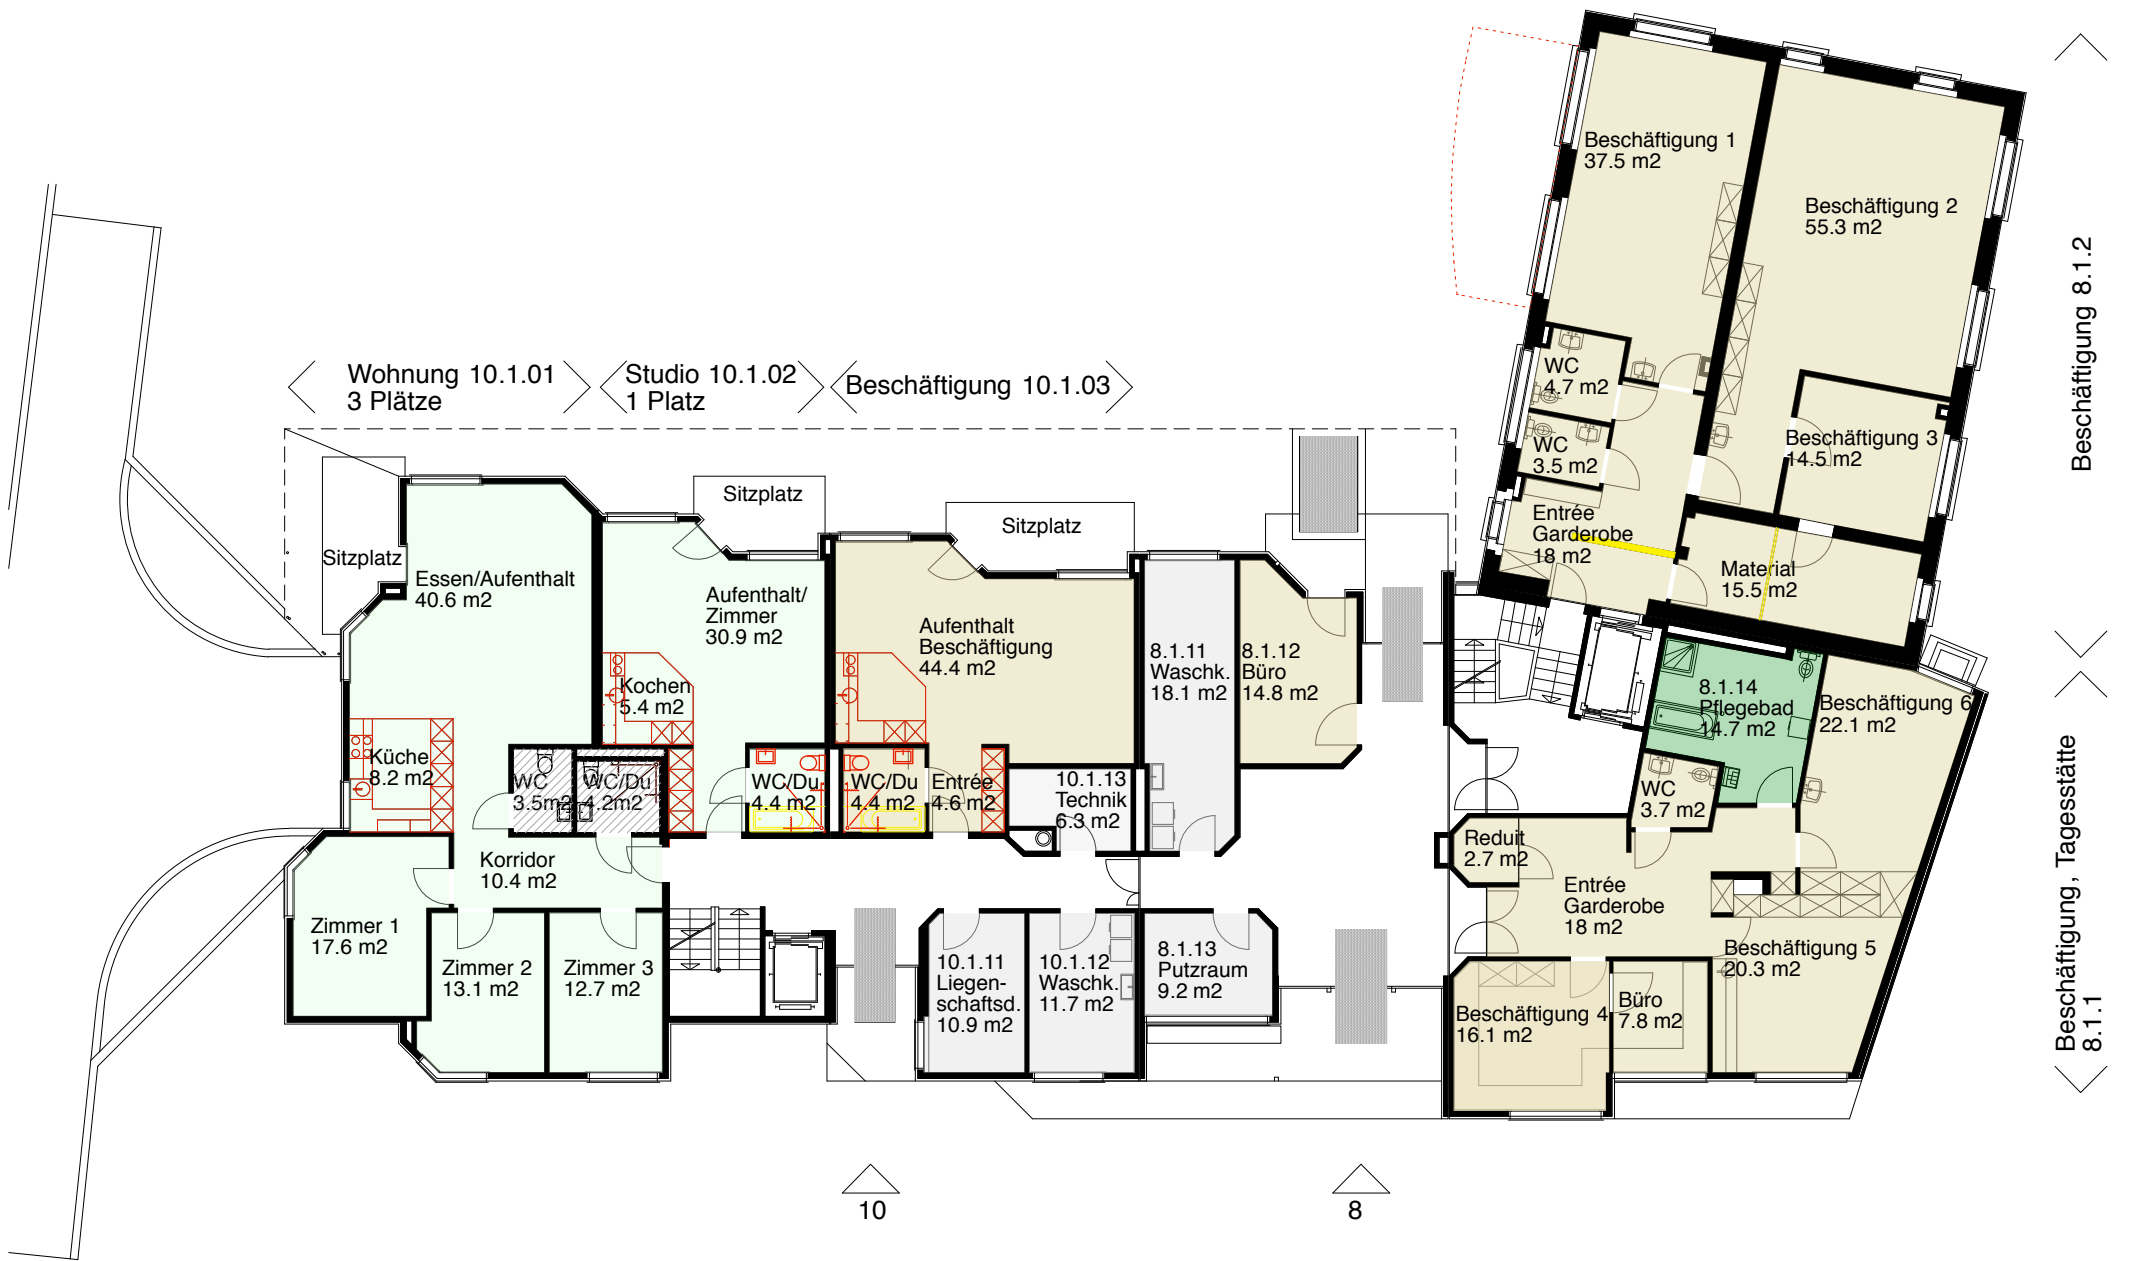 Wohnung 10.1.01
3 Plätze
Studio 10.1.02
1 Platz
Beschäftigung 10.1.03
Sitzplatz
Essen/Aufenthalt
40.6 m2
Küche
8.2 m2
WC
3.5m2
WC/Du
4.2m2
Korridor
10.4 m2
Zimmer 1
17.6 m2
Zimmer 2
13.1 m2
Zimmer 3
12.7 m2
Sitzplatz
Aufenthalt/
Zimmer
30.9 m2
Kochen
5.4 m2
WC/Du
4.4 m2
Sitzplatz
Aufenthalt
Beschäftigung
44.4 m2
WC/Du
4.4 m2
Entrée
4.6 m2
10.1.13
Technik
6.3 m2
8.1.11
Waschk.
18.1 m2
8.1.12
Büro
14.8 m2
10.1.11
Liegen-
schaftsd.
10.9 m2
10.1.12
Waschk.
11.7 m2
8.1.13
Putzraum
9.2 m2
Beschäftigung 1
37.5 m2
Beschäftigung 2
55.3 m2
WC
4.7 m2
WC
3.5 m2
Beschäftigung 3
14.5 m2
Entrée
Garderobe
18 m2
Material
15.5 m2
8.1.14
Pflegebad
14.7 m2
Beschäftigung 6
22.1 m2
WC
3.7 m2
Reduit
2.7 m2
Entrée
Garderobe
18 m2
Beschäftigung 5
20.3 m2
Beschäftigung 4
16.1 m2
Büro
7.8 m2
Beschäftigung 8.1.2
Beschäftigung, Tagesstätte
8.1.1
10
8